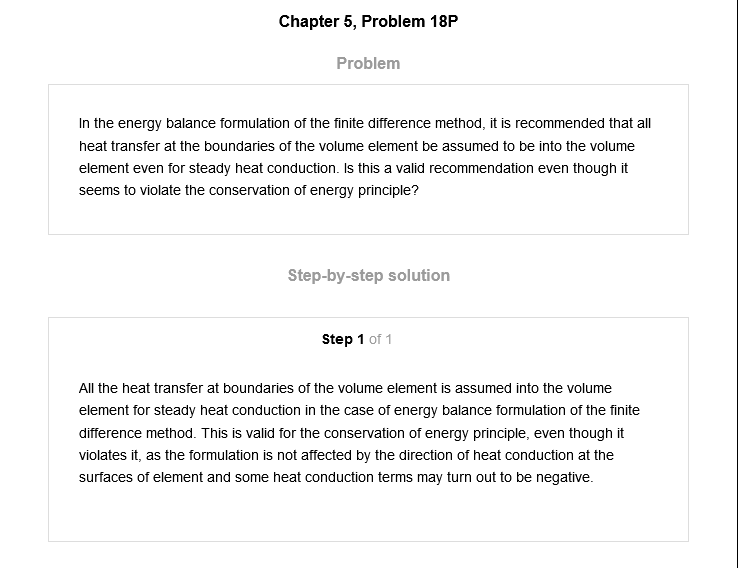 Chapter 5, Problem 18P
Problem
In the energy balance formulation of the finite difference method, it is recommended that all
heat transfer at the boundaries of the volume element be assumed to be into the volume
element even for steady heat conduction. Is this a valid recommendation even though it
seems to violate the conservation of energy principle?
Step-by-step solution
Step 1 of 1
All the heat transfer at boundaries of the volume element is assumed into the volume
element for steady heat conduction in the case of energy balance formulation of the finite
difference method. This is valid for the conservation of energy principle, even though it
violates it, as the formulation is not affected by the direction of heat conduction at the
surfaces of element and some heat conduction terms may turn out to be negative.